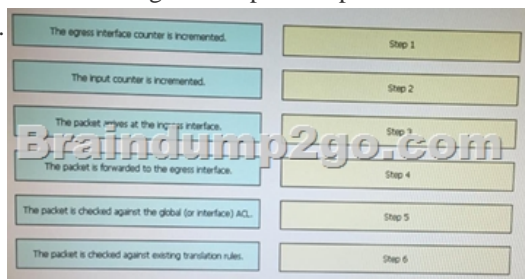 The egress interface counter is incremented.
Step 1
The input counter is incremented.
Step 2
The packet arrives at the ingress interface.
Step 3
Braindump2go.com
The packet is forwarded to the egress interface.
Step 4
The packet is checked against the global (or interface) ACL.
Step 5
The packet is checked against existing translation rules.
Step 6